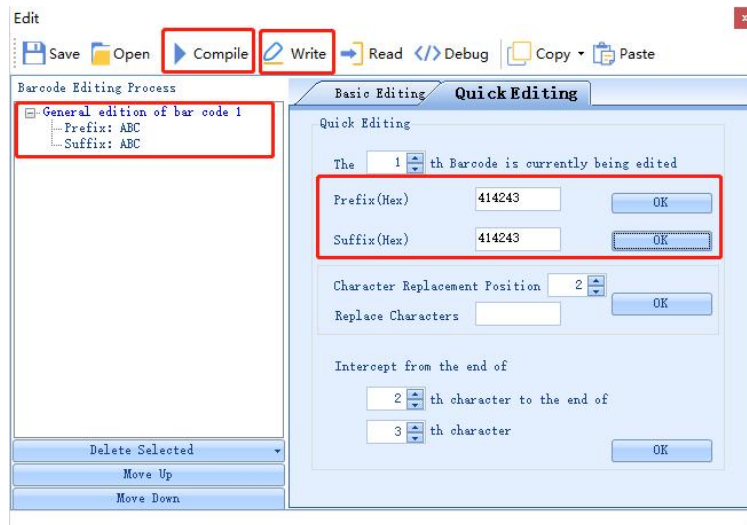 Edit
Save Open Compile Write Read </> Debug Copy Paste
Barcode Editing Process
General edition of bar code 1
Prefix: ABC
Suffix: ABC
Delete Selected
Move Up
Move Down
Basic Editing Quick Editing
Quick Editing
The 1 th Barcode is currently being edited
Prefix(Hex) 414243 OK
Suffix(Hex) 414243 OK
Character Replacement Position 2
Replace Characters OK
Intercept from the end of
2 th character to the end of
3 th character
OK